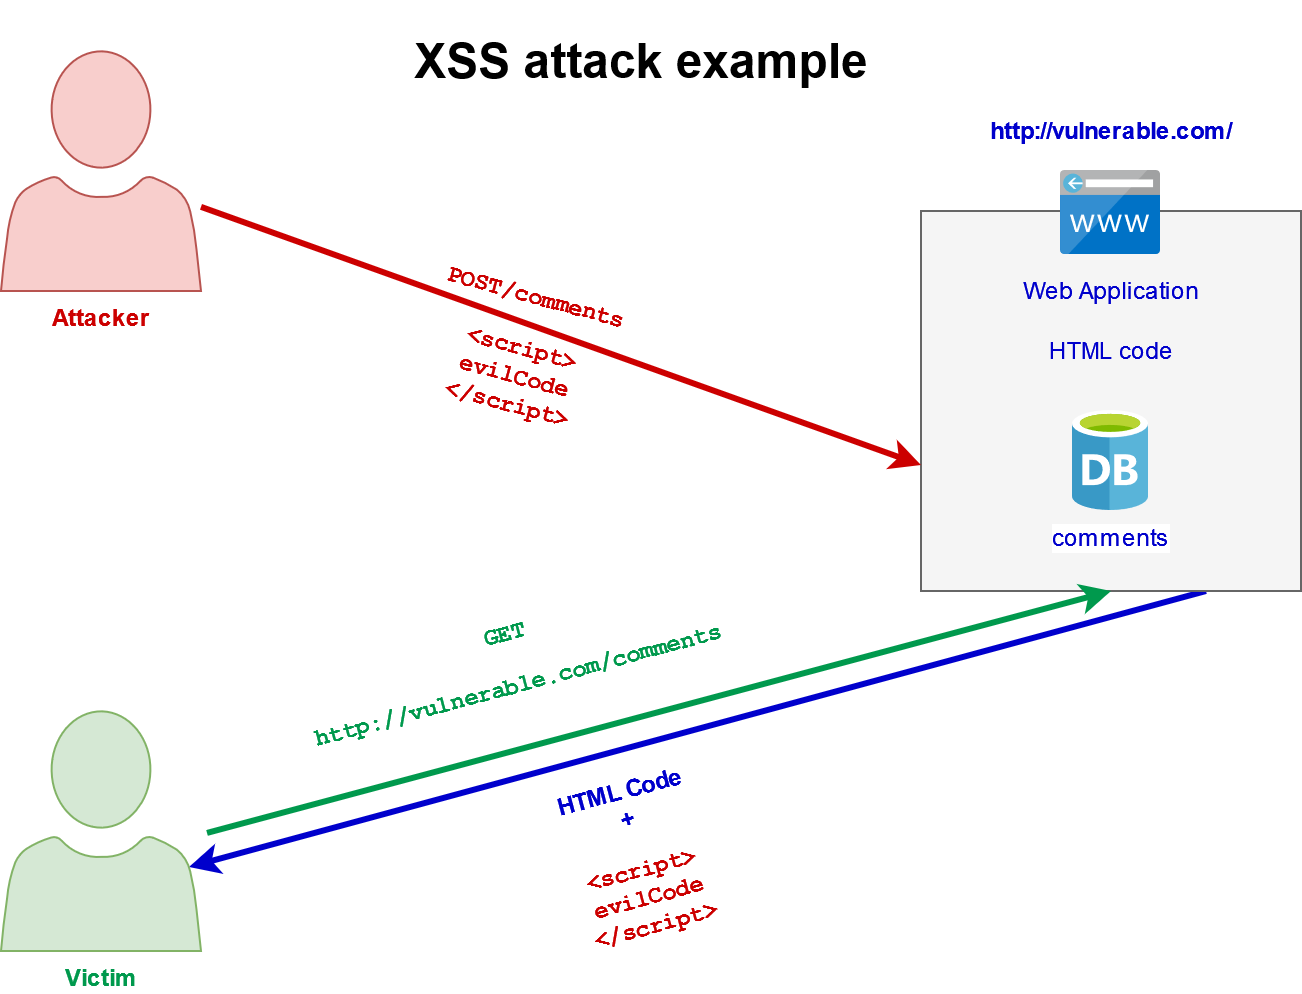 XSS attack example
http://vulnerable.com/
WWW
Web Application
HTML code
DB
comments
Attacker
POST/comments
<script>
evilCode
</script>
GET
http://vulnerable.com/comments
HTML Code
+
<script>
evilCode
</script>
Victim